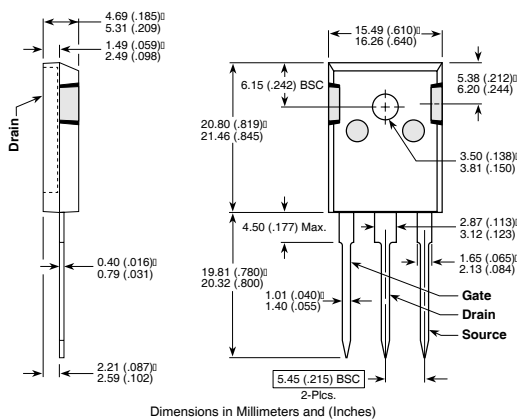 4.69 (.185)
5.31 (.209)
1.49 (.059)
2.49 (.098)
15.49 (.610)
16.26 (.640)
6.15 (.242) BSC
5.38 (.212)
6.20 (.244)
Drain
20.80 (.819)
21.46 (.845)
3.50 (.138)
3.81 (.150)
4.50 (.177) Max.
2.87 (.113)
3.12 (.123)
0.40 (.016)
0.79 (.031)
19.81 (.780)
20.32 (.800)
1.65 (.065)
2.13 (.084)
1.01 (.040)
1.40 (.055)
Gate
Drain
Source
2.21 (.087)
2.59 (.102)
5.45 (.215) BSC
2-Plcs.
Dimensions in Millimeters and (Inches)